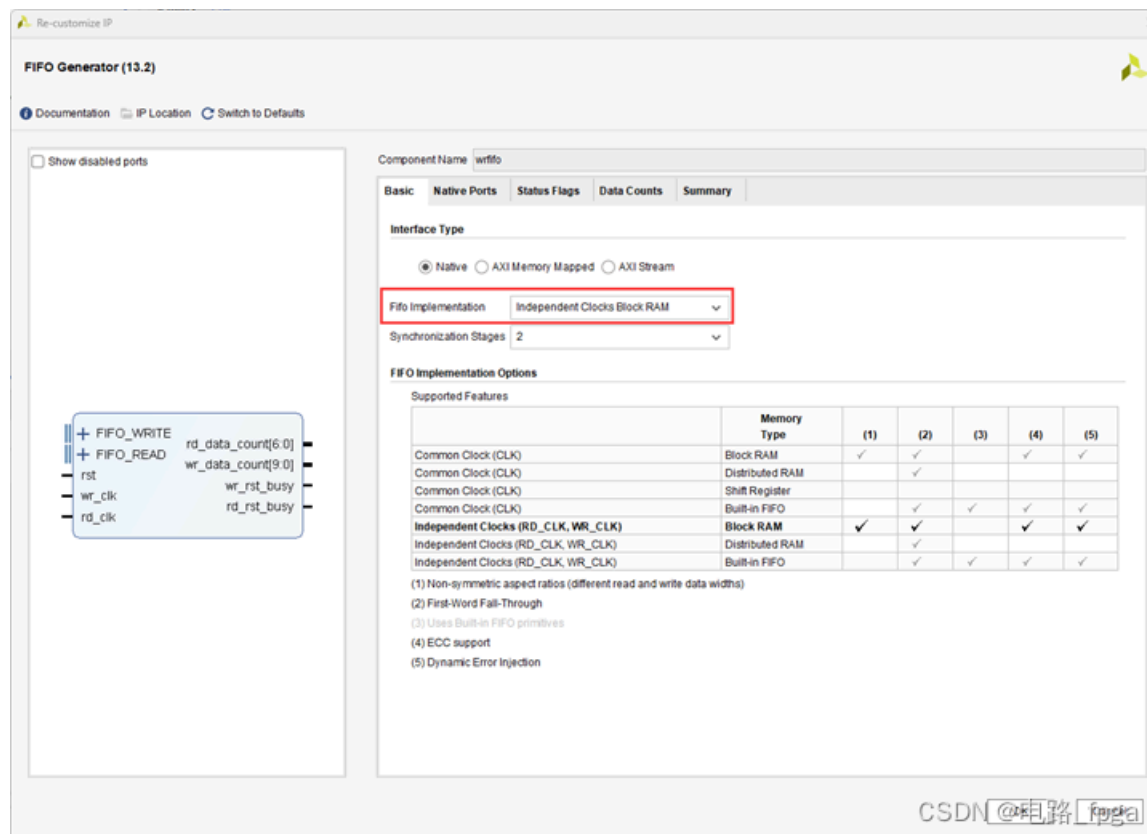 Re-customize IP
FIFO Generator (13.2)
Documentation IP Location Switch to Defaults
Show disabled ports
FIFO_WRITE
FIFO_READ
rst
wr_clk
rd_clk
rd_data_count[6:0]
wr_data_count[9:0]
wr_rst_busy
rd_rst_busy
Component Name wrfifo
Basic Native Ports Status Flags Data Counts Summary
Interface Type
Native AXI Memory Mapped AXI Stream
Fifo Implementation Independent Clocks Block RAM
Synchronization Stages 2
FIFO Implementation Options
Supported Features
Memory
Type (1) (2) (3) (4) (5)
Common Clock (CLK) Block RAM ✓ ✓ ✓ ✓
Common Clock (CLK) Distributed RAM ✓
Common Clock (CLK) Shift Register
Common Clock (CLK) Built-in FIFO ✓ ✓ ✓ ✓
Independent Clocks (RD_CLK, WR_CLK) Block RAM ✓ ✓ ✓ ✓
Independent Clocks (RD_CLK, WR_CLK) Distributed RAM ✓
Independent Clocks (RD_CLK, WR_CLK) Built-in FIFO ✓ ✓ ✓ ✓
(1) Non-symmetric aspect ratios (different read and write data widths)
(2) First-Word Fall-Through
(3) Uses Built-in FIFO primitives
(4) ECC support
(5) Dynamic Error Injection
CSDN @电路_fpga